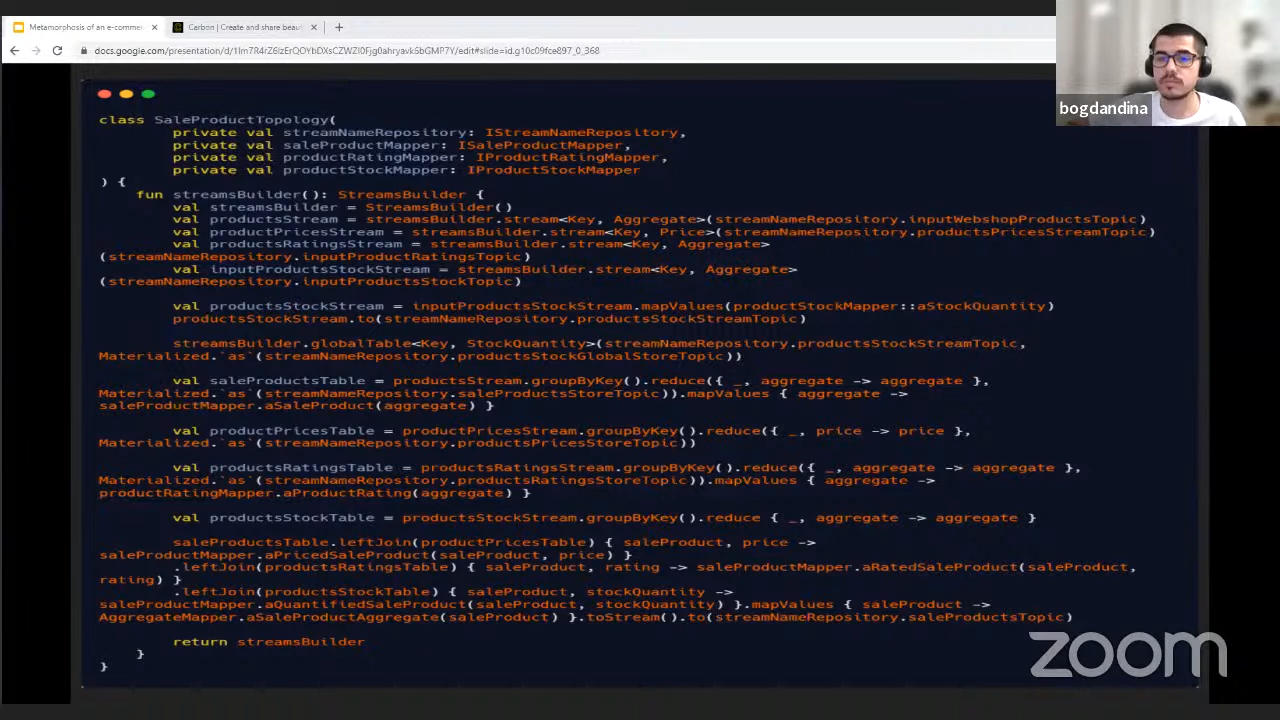 Metamorphosis of an e-comme
Carbon | Create and share beau
docs.google.com/presentation/d/
/edit#slide=id.g10c09fce897_0_368
bogdandina
class SaleProductTopology(
private val streamNameRepository: IStreamNameRepository,
private val saleProductMapper: ISaleProductMapper,
private val productRatingMapper: IProductRatingMapper,
private val productStockMapper: IProductStockMapper
) {
fun streamsBuilder(): StreamsBuilder {
val streamsBuilder = StreamsBuilder()
val productsStream = streamsBuilder.stream<Key, Aggregate>(streamNameRepository.inputWebshopProductsTopic)
val productPricesStream = streamsBuilder.stream<Key, Price>(streamNameRepository.productsPricesStreamTopic)
val productsRatingsStream = streamsBuilder.stream<Key, Aggregate>
(streamNameRepository.inputProductRatingsTopic)
val inputProductsStockStream = streamsBuilder.stream<Key, Aggregate>
(streamNameRepository.inputProductsStockTopic)
val productsStockStream = inputProductsStockStream.mapValues(productStockMapper::aStockQuantity)
productsStockStream.to(streamNameRepository.productsStockStreamTopic)
streamsBuilder.globalTable<Key, StockQuantity>(streamNameRepository.productsStockStreamTopic,
Materialized.`as`(streamNameRepository.productsStockGlobalStoreTopic))
val saleProductsTable = productsStream.groupByKey().reduce({ _, aggregate -> aggregate },
Materialized.`as`(streamNameRepository.saleProductsStoreTopic)).mapValues { aggregate ->
saleProductMapper.aSaleProduct(aggregate) }
val productPricesTable = productPricesStream.groupByKey().reduce({ _, price -> price },
Materialized.`as`(streamNameRepository.productsPricesStoreTopic))
val productsRatingsTable = productsRatingsStream.groupByKey().reduce({ _, aggregate -> aggregate },
Materialized.`as`(streamNameRepository.productsRatingsStoreTopic)).mapValues { aggregate ->
productRatingMapper.aProductRating(aggregate) }
val productsStockTable = productsStockStream.groupByKey().reduce { _, aggregate -> aggregate }
saleProductsTable.leftJoin(productPricesTable) { saleProduct, price ->
saleProductMapper.aPricedSaleProduct(saleProduct, price) }
.leftJoin(productsRatingsTable) { saleProduct, rating -> saleProductMapper.aRatedSaleProduct(saleProduct,
rating) }
.leftJoin(productsStockTable) { saleProduct, stockQuantity ->
saleProductMapper.aQuantifiedSaleProduct(saleProduct, stockQuantity) }.mapValues { saleProduct ->
AggregateMapper.aSaleProductAggregate(saleProduct) }.toStream().to(streamNameRepository.saleProductsTopic)
return streamsBuilder
}
}
zoom